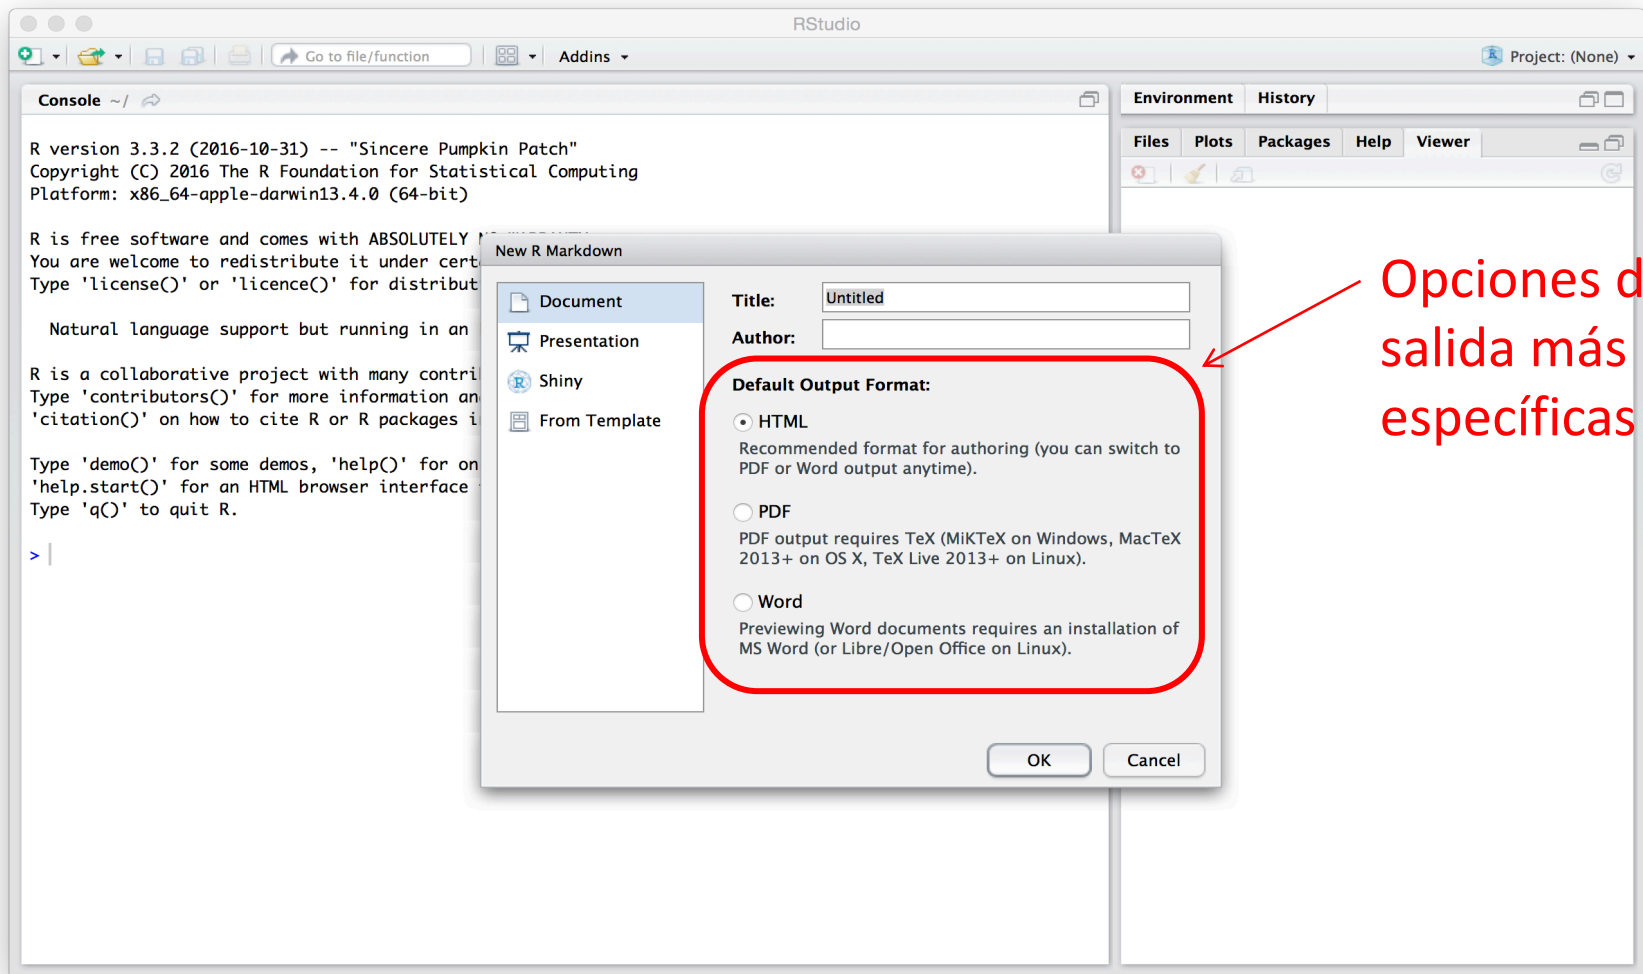 RStudio
Go to file/function
Addins
Project: (None)
Console ~/
Environment History
Files Plots Packages Help Viewer
R version 3.3.2 (2016-10-31) -- "Sincere Pumpkin Patch"
Copyright (C) 2016 The R Foundation for Statistical Computing
Platform: x86_64-apple-darwin13.4.0 (64-bit)
R is free software and comes with ABSOLUTELY
You are welcome to redistribute it under cert
Type 'license()' or 'licence()' for distribut
Natural language support but running in an
R is a collaborative project with many contri
Type 'contributors()' for more information an
'citation()' on how to cite R or R packages i
Type 'demo()' for some demos, 'help()' for on
'help.start()' for an HTML browser interface
Type 'q()' to quit R.
>
New R Markdown
Document
Presentation
Shiny
From Template
Title: Untitled
Author:
Default Output Format:
HTML
Recommended format for authoring (you can switch to
PDF or Word output anytime).
PDF
PDF output requires TeX (MiKTeX on Windows, MacTeX
2013+ on OS X, TeX Live 2013+ on Linux).
Word
Previewing Word documents requires an installation of
MS Word (or Libre/Open Office on Linux).
OK Cancel
Opciones d
salida más
específicas